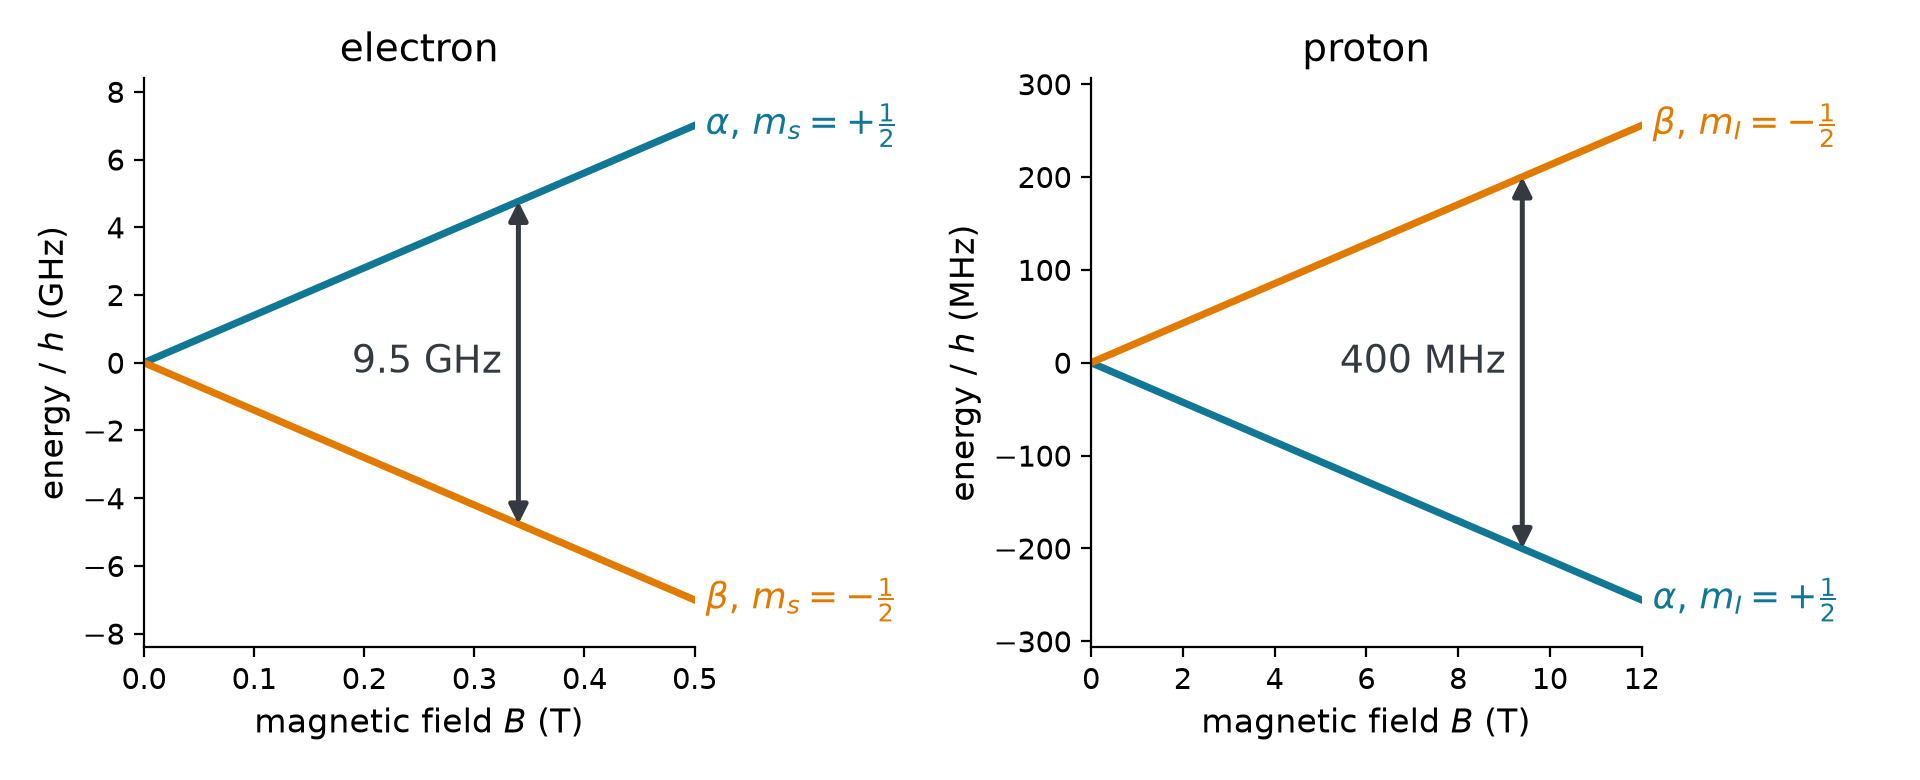 electron
8
6
4
2
0
−2
−4
−6
−8
energy / h (GHz)
α, mₛ = +½
9.5 GHz
β, mₛ = −½
0.0 0.1 0.2 0.3 0.4 0.5
magnetic field B (T)
proton
300
200
100
0
−100
−200
−300
energy / h (MHz)
β, m_I = −½
400 MHz
α, m_I = +½
0 2 4 6 8 10 12
magnetic field B (T)